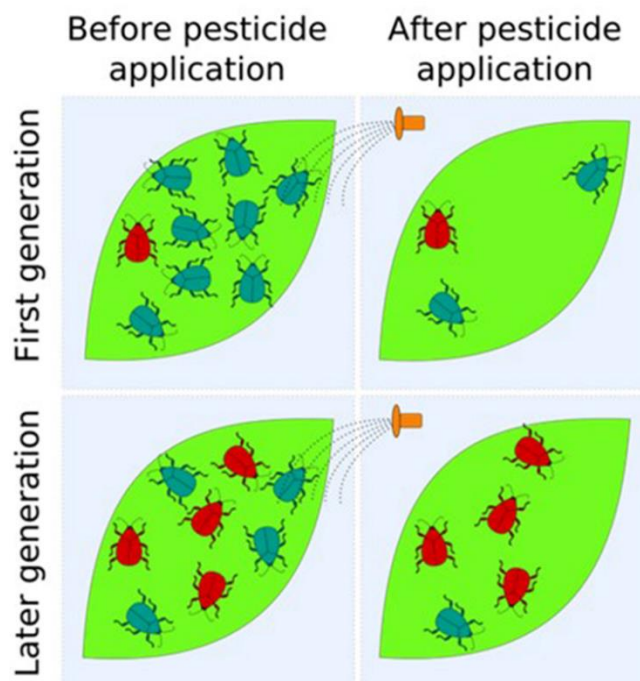 Before pesticide
application
After pesticide
application
First generation
Later generation